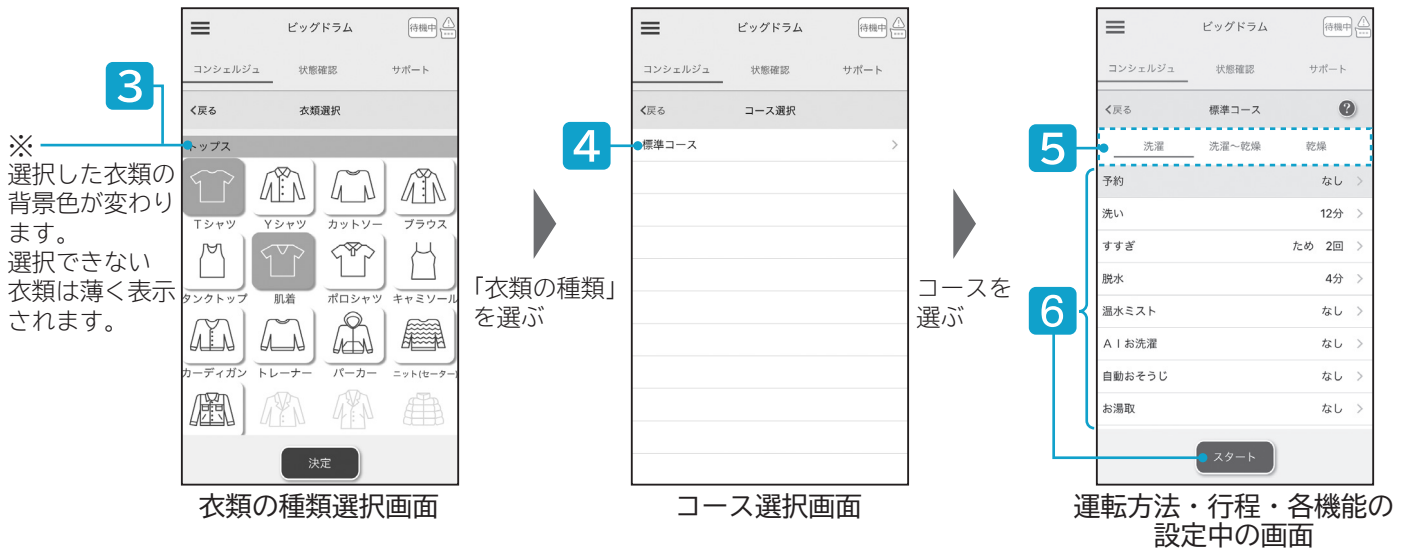 3
※
選択した衣類の
背景色が変わり
ます。
選択できない
衣類は薄く表示
されます。
ビッグドラム
待機中
コンシェルジュ 状態確認 サポート
<戻る 衣類選択
トップス
Tシャツ Yシャツ カットソー ブラウス
タンクトップ 肌着 ポロシャツ キャミソール
カーディガン トレーナー パーカー ニット(セーター)
決定
衣類の種類選択画面
「衣類の種類」
を選ぶ
4
ビッグドラム
待機中
コンシェルジュ 状態確認 サポート
<戻る コース選択
標準コース >
コース選択画面
コースを
選ぶ
5
6
ビッグドラム
待機中
コンシェルジュ 状態確認 サポート
<戻る 標準コース ?
洗濯 洗濯～乾燥 乾燥
予約 なし >
洗い 12分 >
すすぎ ため 2回 >
脱水 4分 >
温水ミスト なし >
AIお洗濯 なし >
自動おそうじ なし >
お湯取 なし >
スタート
運転方法・行程・各機能の
設定中の画面